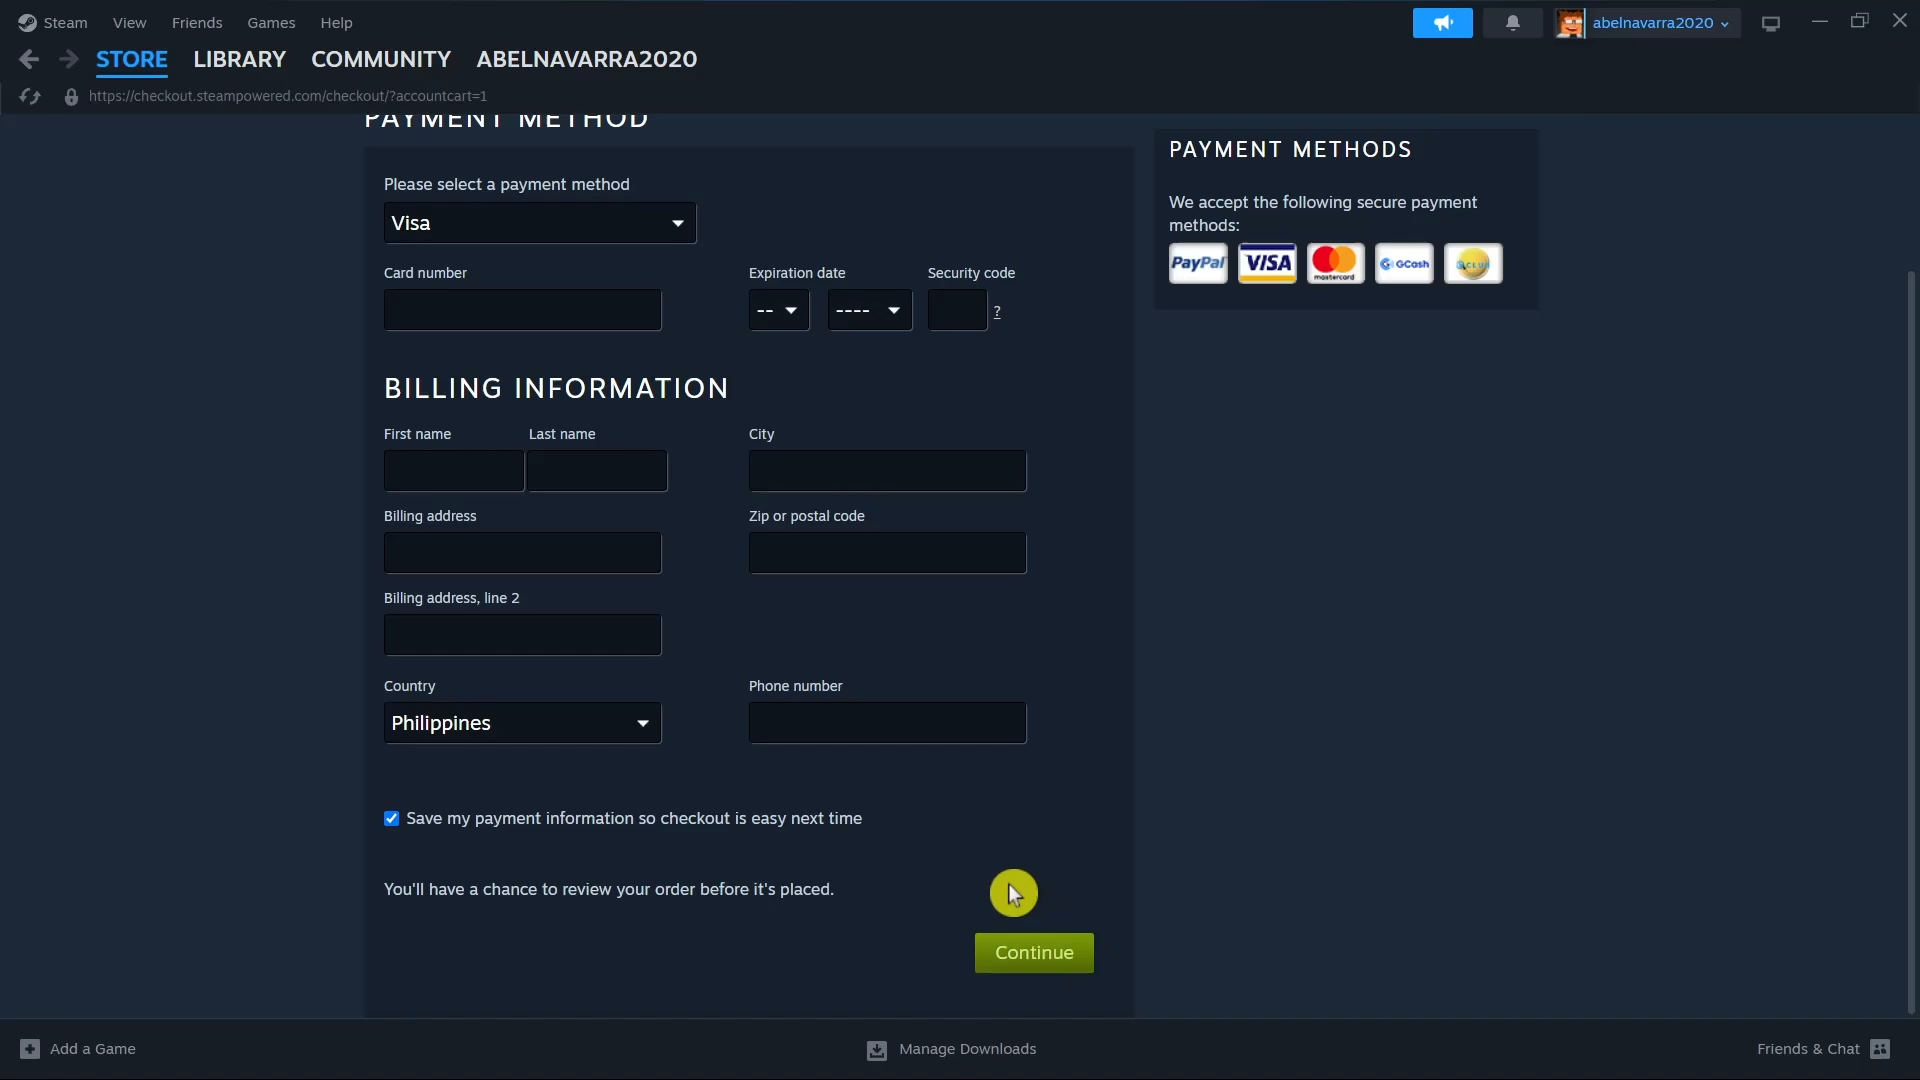 Steam View Friends Games Help
abelnavarra2020
STORE LIBRARY COMMUNITY ABELNAVARRA2020
https://checkout.steampowered.com/checkout/?accountcart=1
PAYMENT METHOD
PAYMENT METHODS
Please select a payment method
We accept the following secure payment
methods:
Visa
PayPal VISA mastercard GCash
Card number Expiration date Security code
-- ---- ?
BILLING INFORMATION
First name Last name City
Billing address Zip or postal code
Billing address, line 2
Country Phone number
Philippines
Save my payment information so checkout is easy next time
You'll have a chance to review your order before it's placed.
Continue
Add a Game Manage Downloads Friends & Chat